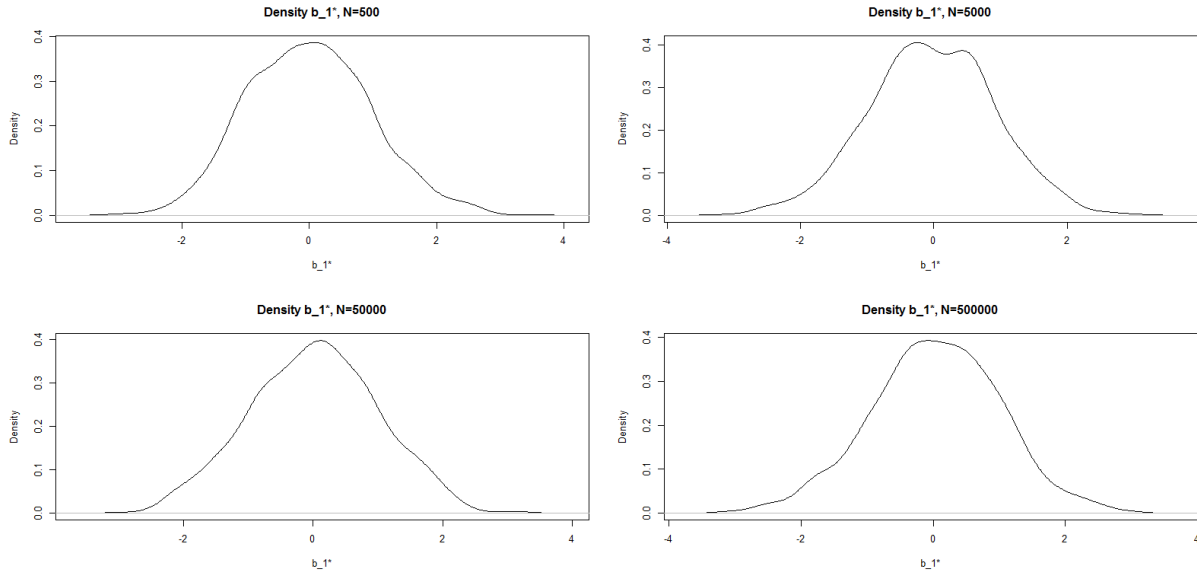 Density b_1*, N=500
Density
0.0 0.1 0.2 0.3 0.4
-2 0 2 4
b_1*
Density b_1*, N=5000
Density
0.0 0.1 0.2 0.3 0.4
-4 -2 0 2 4
b_1*
Density b_1*, N=50000
Density
0.0 0.1 0.2 0.3 0.4
-2 0 2 4
b_1*
Density b_1*, N=500000
Density
0.0 0.1 0.2 0.3 0.4
-4 -2 0 2 4
b_1*